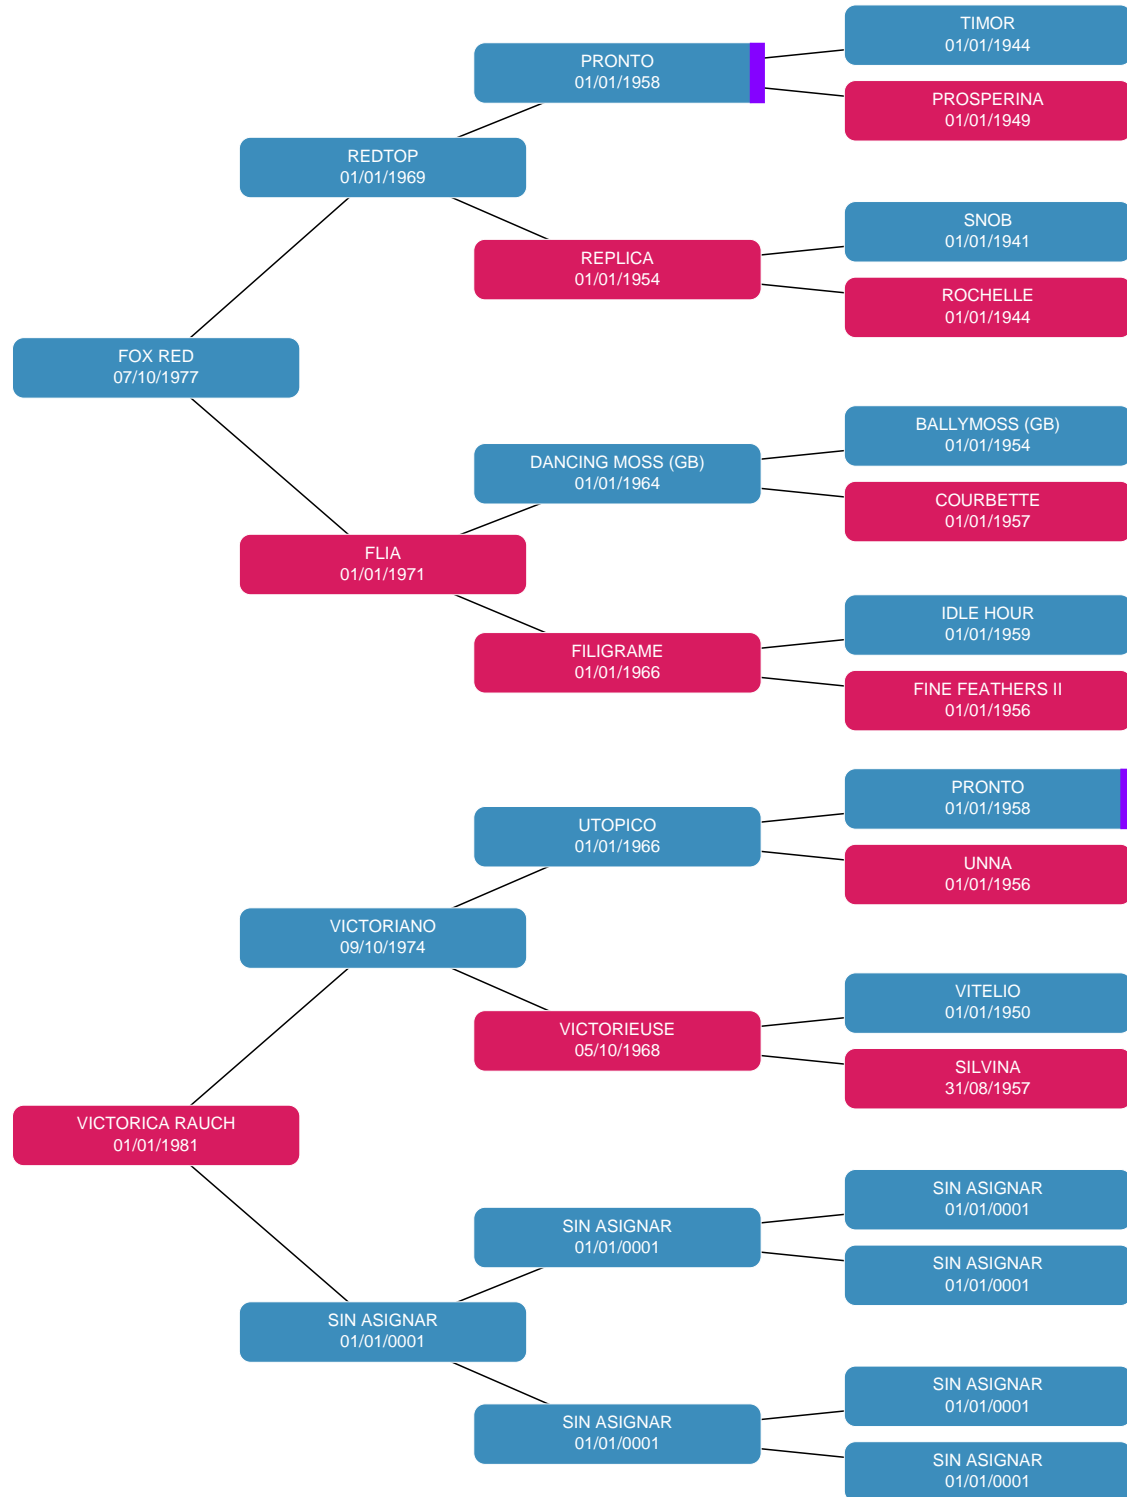 TIMOR
01/01/1944
PRONTO
01/01/1958
PROSPERINA
01/01/1949
REDTOP
01/01/1969
SNOB
01/01/1941
REPLICA
01/01/1954
ROCHELLE
01/01/1944
FOX RED
07/10/1977
BALLYMOSS (GB)
01/01/1954
DANCING MOSS (GB)
01/01/1964
COURBETTE
01/01/1957
FLIA
01/01/1971
IDLE HOUR
01/01/1959
FILIGRAME
01/01/1966
FINE FEATHERS II
01/01/1956
PRONTO
01/01/1958
UTOPICO
01/01/1966
UNNA
01/01/1956
VICTORIANO
09/10/1974
VITELIO
01/01/1950
VICTORIEUSE
05/10/1968
SILVINA
31/08/1957
VICTORICA RAUCH
01/01/1981
SIN ASIGNAR
01/01/0001
SIN ASIGNAR
01/01/0001
SIN ASIGNAR
01/01/0001
SIN ASIGNAR
01/01/0001
SIN ASIGNAR
01/01/0001
SIN ASIGNAR
01/01/0001
SIN ASIGNAR
01/01/0001